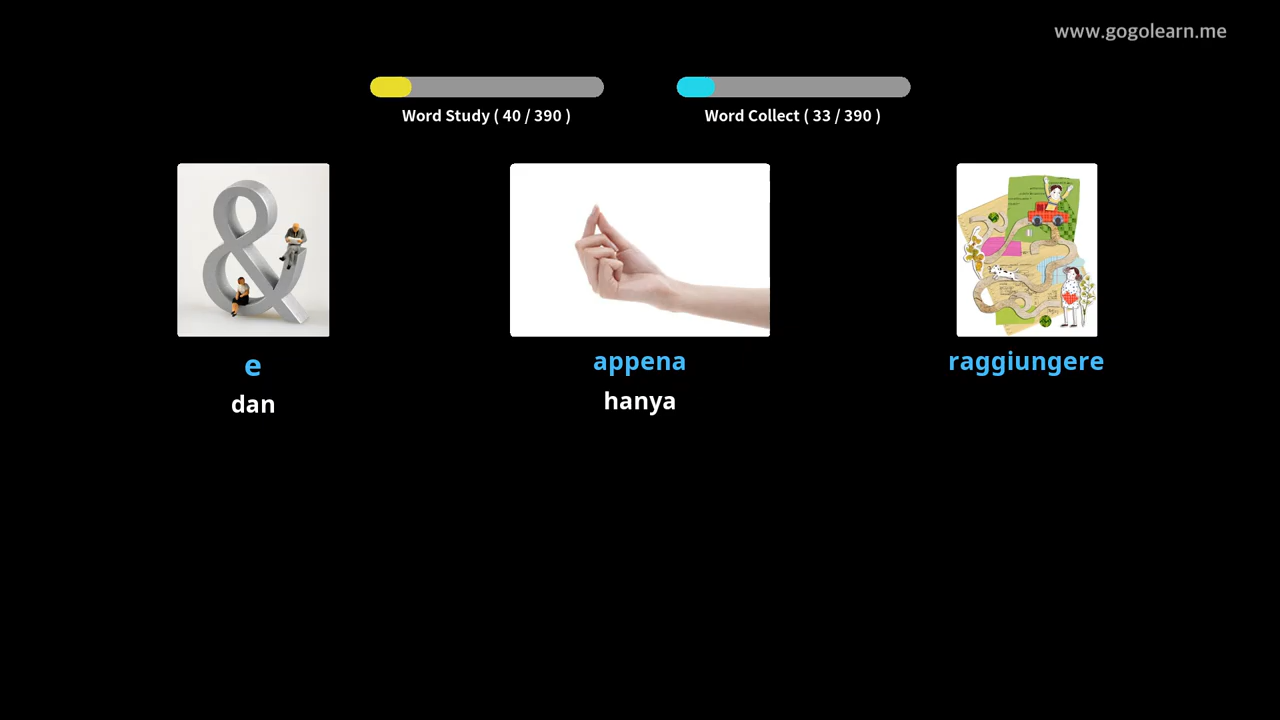 www.gogolearn.me
Word Study ( 40 / 390 )
Word Collect ( 33 / 390 )
e
dan
appena
hanya
raggiungere